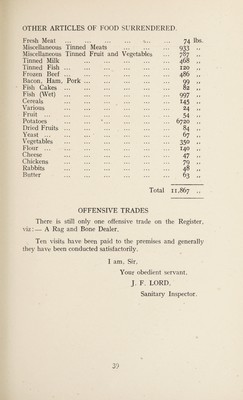 OTHER ARTICLES OF FOOD SURRENDERED.
Fresh Meat ... ... ... ... ... ... 74 lbs.
Miscellaneous Tinned Meats ... ... ... 933 ,,
Miscellaneous Tinned Fruit and Vegetables ... 787 ,,
Tinned Milk ... ... ... ... ... 468 ,,
Tinned Fish ... ... ... ... ... ... 120 ,,
Frozen Beef ... ... ... ... ... ... 486 ,,
Bacon, Ham, Pork ... ... ... ... ... 99 ,,
Fish Cakes ... ... ... ... ... 82 ,,
Fish (Wet) ... ... ... ... ... 997 ,,
Cereals ... ... ... ... ... 145 ,,
Various ... ... ... ... ... 24 ,,
Fruit ... ... ... ... ... ... 54 ,,
Potatoes ... ... ... ... ... 6720 ,,
Dried Fruits ... ... ... ... ... 84 ,,
Yeast ... ... ... ... ... ... 67 ,,
Vegetables ... ... ... ... ... 350 ,,
Flour ... ... ... ... ... ... 140 ,,
Cheese ... ... ... ... ... 47 ,,
Chickens ... ... ... ... ... 79 ,,
Rabbits ... ... ... ... ... 48 ,,
Butter ... ... ... ... ... 63 ,,
Total 11,867 ,,
OFFENSIVE TRADES
There is still only one offensive trade on the Register,
viz:— A Rag and Bone Dealer.
Ten visits have been paid to the premises and generally
they have been conducted satisfactorily.
I am, Sir,
Your obedient servant,
J. F. LORD,
Sanitary Inspector.
39